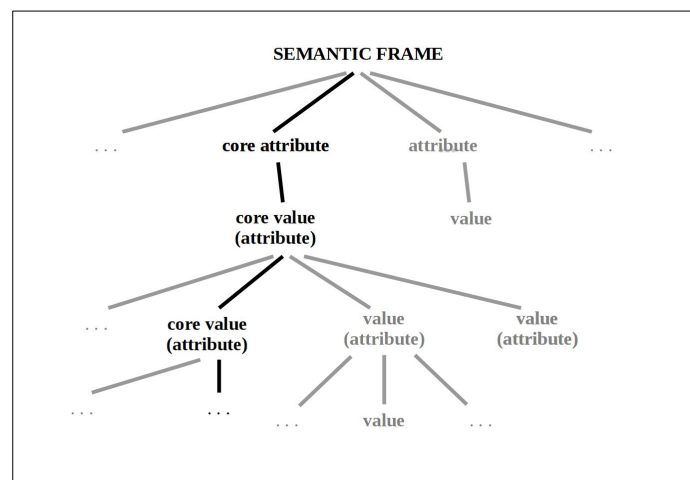 SEMANTIC FRAME
. . .
core attribute
attribute
. . .
core value
(attribute)
value
. . .
core value
(attribute)
value
(attribute)
value
(attribute)
. . .
. . .
. . .
value
. . .